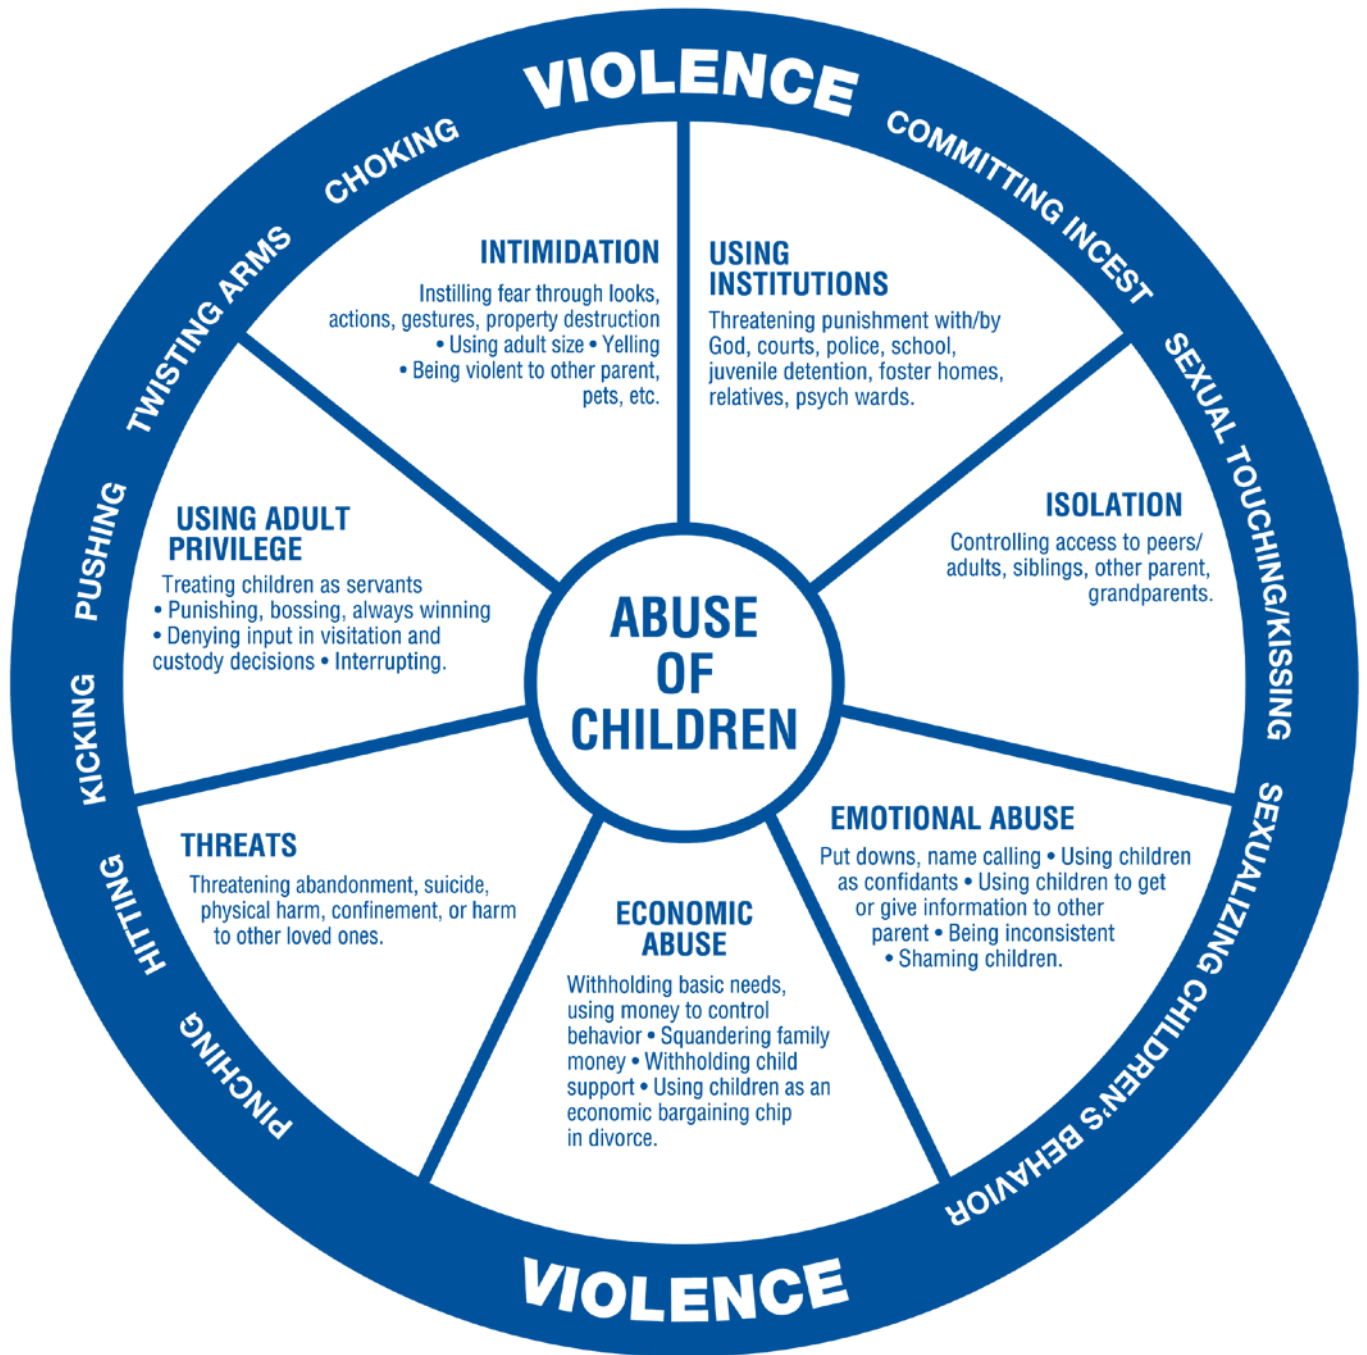 VIOLENCE
COMMITTING INCEST
SEXUAL TOUCHING/KISSING
SEXUALIZING CHILDREN'S BEHAVIOR
VIOLENCE
PINCHING
HITTING
KICKING
PUSHING
TWISTING ARMS
CHOKING
ABUSE
OF
CHILDREN
INTIMIDATION
Instilling fear through looks,
actions, gestures, property destruction
• Using adult size • Yelling
• Being violent to other parent,
pets, etc.
USING
INSTITUTIONS
Threatening punishment with/by
God, courts, police, school,
juvenile detention, foster homes,
relatives, psych wards.
ISOLATION
Controlling access to peers/
adults, siblings, other parent,
grandparents.
EMOTIONAL ABUSE
Put downs, name calling • Using children
as confidants • Using children to get
or give information to other
parent • Being inconsistent
• Shaming children.
ECONOMIC
ABUSE
Withholding basic needs,
using money to control
behavior • Squandering family
money • Withholding child
support • Using children as an
economic bargaining chip
in divorce.
THREATS
Threatening abandonment, suicide,
physical harm, confinement, or harm
to other loved ones.
USING ADULT
PRIVILEGE
Treating children as servants
• Punishing, bossing, always winning
• Denying input in visitation and
custody decisions • Interrupting.